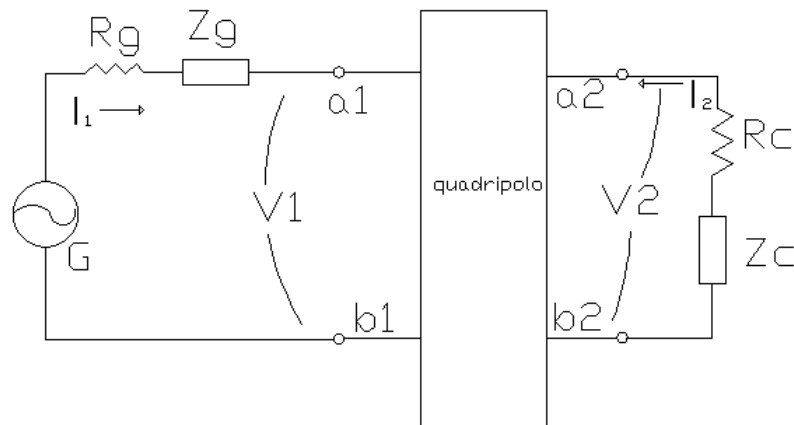 Rg Zg
I₁
a1
a2
I₂
Rc
quadripolo
V1
V2
G
Zc
b1
b2